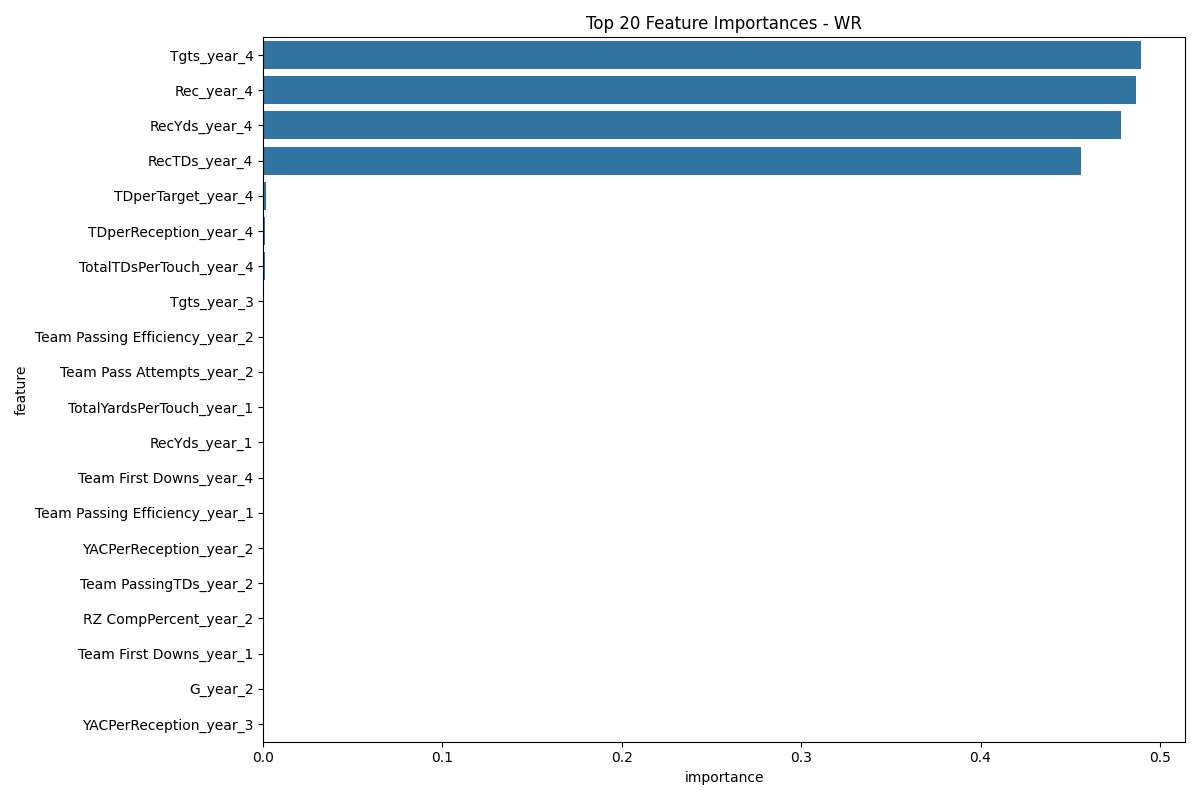 Top 20 Feature Importances - WR
feature
Tgts_year_4
Rec_year_4
RecYds_year_4
RecTDs_year_4
TDperTarget_year_4
TDperReception_year_4
TotalTDsPerTouch_year_4
Tgts_year_3
Team Passing Efficiency_year_2
Team Pass Attempts_year_2
TotalYardsPerTouch_year_1
RecYds_year_1
Team First Downs_year_4
Team Passing Efficiency_year_1
YACPerReception_year_2
Team PassingTDs_year_2
RZ CompPercent_year_2
Team First Downs_year_1
G_year_2
YACPerReception_year_3
0.0 0.1 0.2 0.3 0.4 0.5
importance